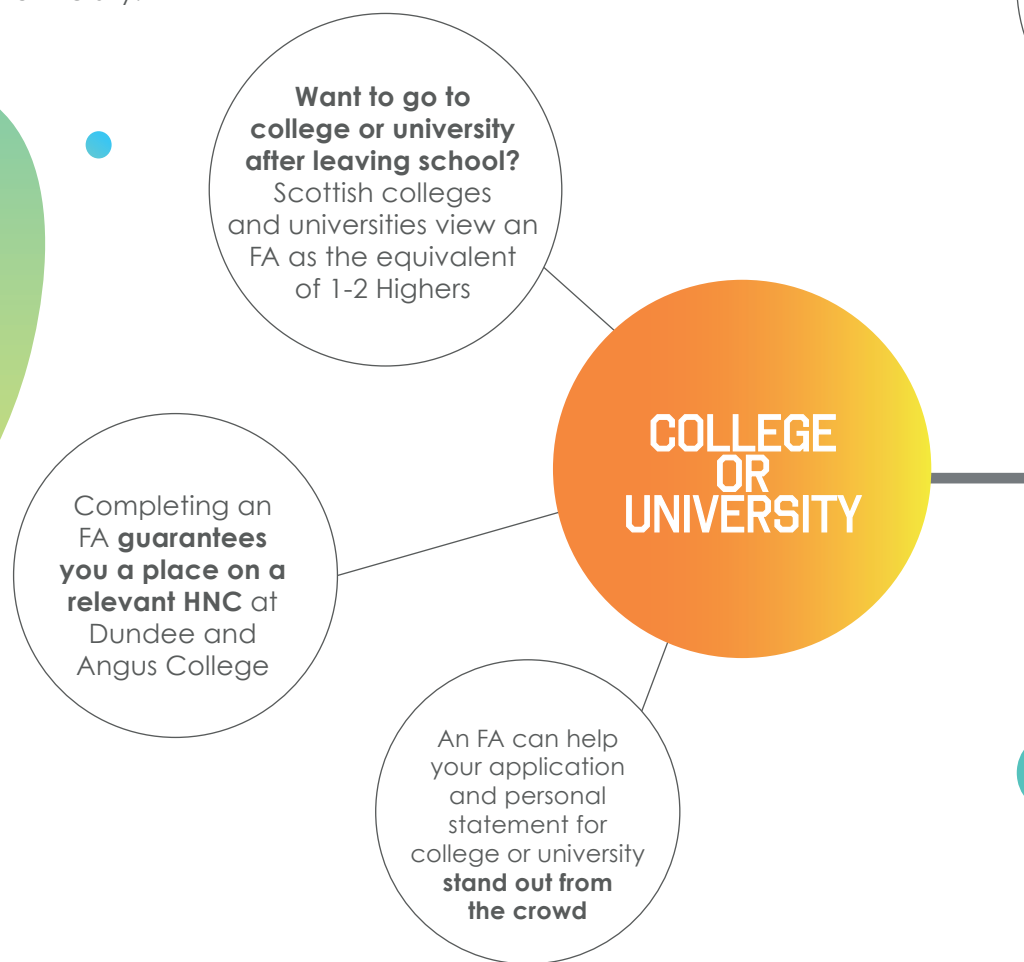 Want to go to
college or university
after leaving school?
Scottish colleges
and universities view an
FA as the equivalent
of 1-2 Highers
COLLEGE
OR
UNIVERSITY
Completing an
FA guarantees
you a place on a
relevant HNC at
Dundee and
Angus College
An FA can help
your application
and personal
statement for
college or university
stand out from
the crowd